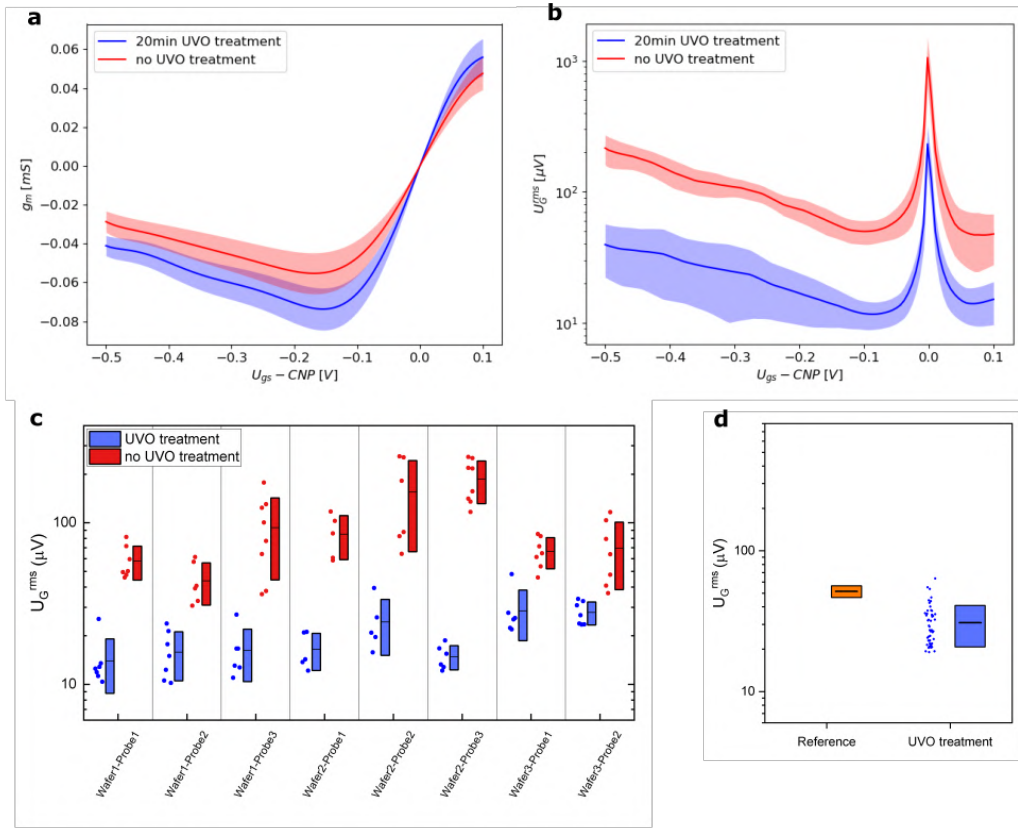 a
20min UVO treatment
no UVO treatment
0.06
0.04
0.02
0.00
−0.02
−0.04
−0.06
−0.08
g_m [mS]
−0.5 −0.4 −0.3 −0.2 −0.1 0.0 0.1
U_gs − CNP [V]
b
20min UVO treatment
no UVO treatment
10³
10²
10¹
U_G^rms [μV]
−0.5 −0.4 −0.3 −0.2 −0.1 0.0 0.1
U_gs − CNP [V]
c
UVO treatment
no UVO treatment
100
10
U_G^rms (μV)
Wafer1-Probe1
Wafer1-Probe2
Wafer1-Probe3
Wafer2-Probe1
Wafer2-Probe2
Wafer2-Probe3
Wafer3-Probe1
Wafer3-Probe2
d
100
10
U_G^rms (μV)
Reference UVO treatment